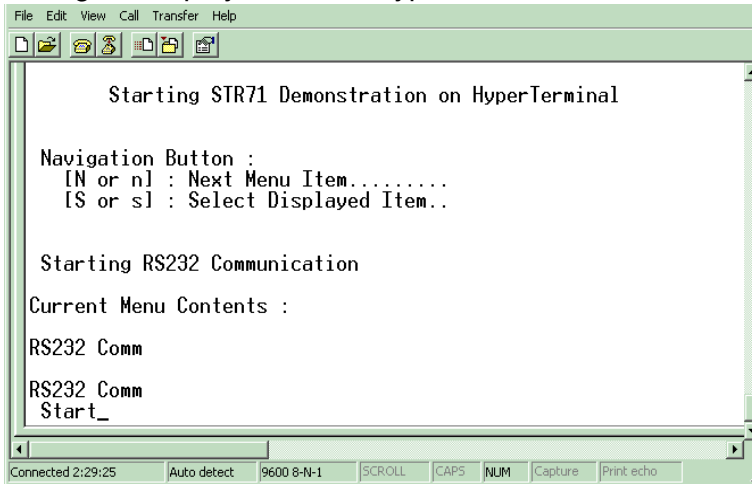 File Edit View Call Transfer Help
Starting STR71 Demonstration on HyperTerminal
Navigation Button :
[N or n] : Next Menu Item.........
[S or s] : Select Displayed Item..
Starting RS232 Communication
Current Menu Contents :
RS232 Comm
RS232 Comm
Start_
Connected 2:29:25 Auto detect 9600 8-N-1 SCROLL CAPS NUM Capture Print echo